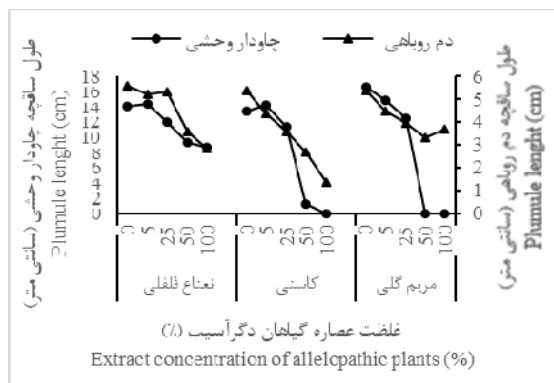 چاودار وحشی
دم روباهی
طول ساقچه چاودار وحشی (سانتی متر)
Plumule lenght (cm)
18
16
14
12
10
8
6
4
2
0
6
5
4
3
2
1
0
طول ساقچه دم روباهی (سانتی متر)
Plumule lenght (cm)
0 5 25 50 100 0 5 25 50 100 0 5 25 50 100
نعناع فلفلی
کاسنی
مریم گلی
غلظت عصاره گیاهان دگرآسیب (%)
Extract concentration of allelopathic plants (%)